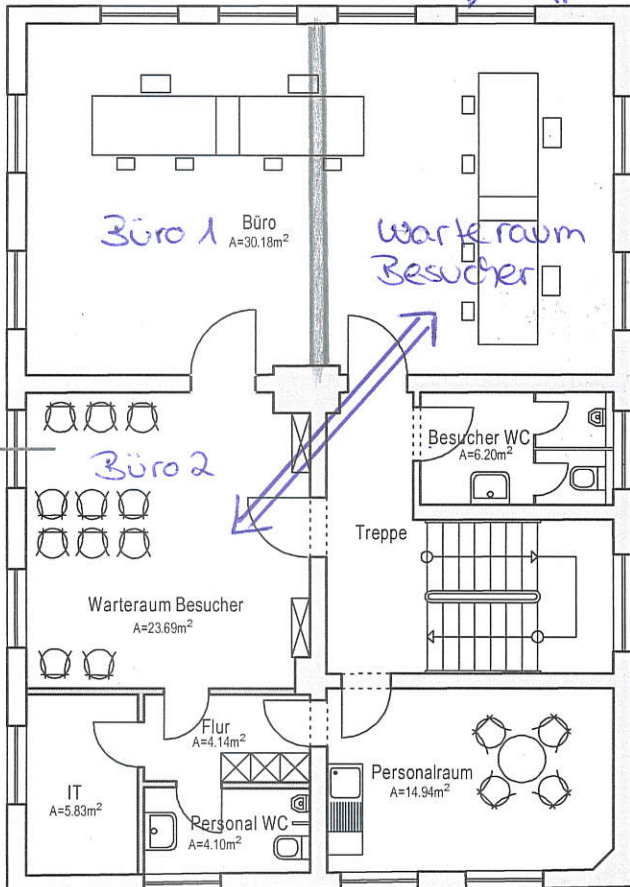 Büro 1
Büro
A=30.18m²
Warteraum
Besucher
Besucher WC
A=6.20m²
Büro 2
Treppe
Warteraum Besucher
A=23.69m²
Flur
A=4.14m²
IT
A=5.83m²
Personal WC
A=4.10m²
Personalraum
A=14.94m²